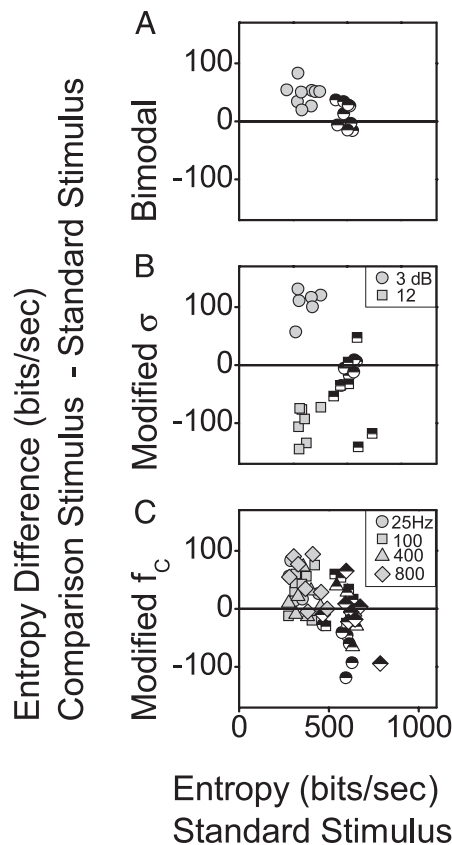 Entropy Difference (bits/sec)
Comparison Stimulus - Standard Stimulus
A
Bimodal
100
0
-100
B
Modified σ
100
0
-100
3 dB
12
C
Modified fC
100
0
-100
25Hz
100
400
800
0
500
1000
Entropy (bits/sec)
Standard Stimulus